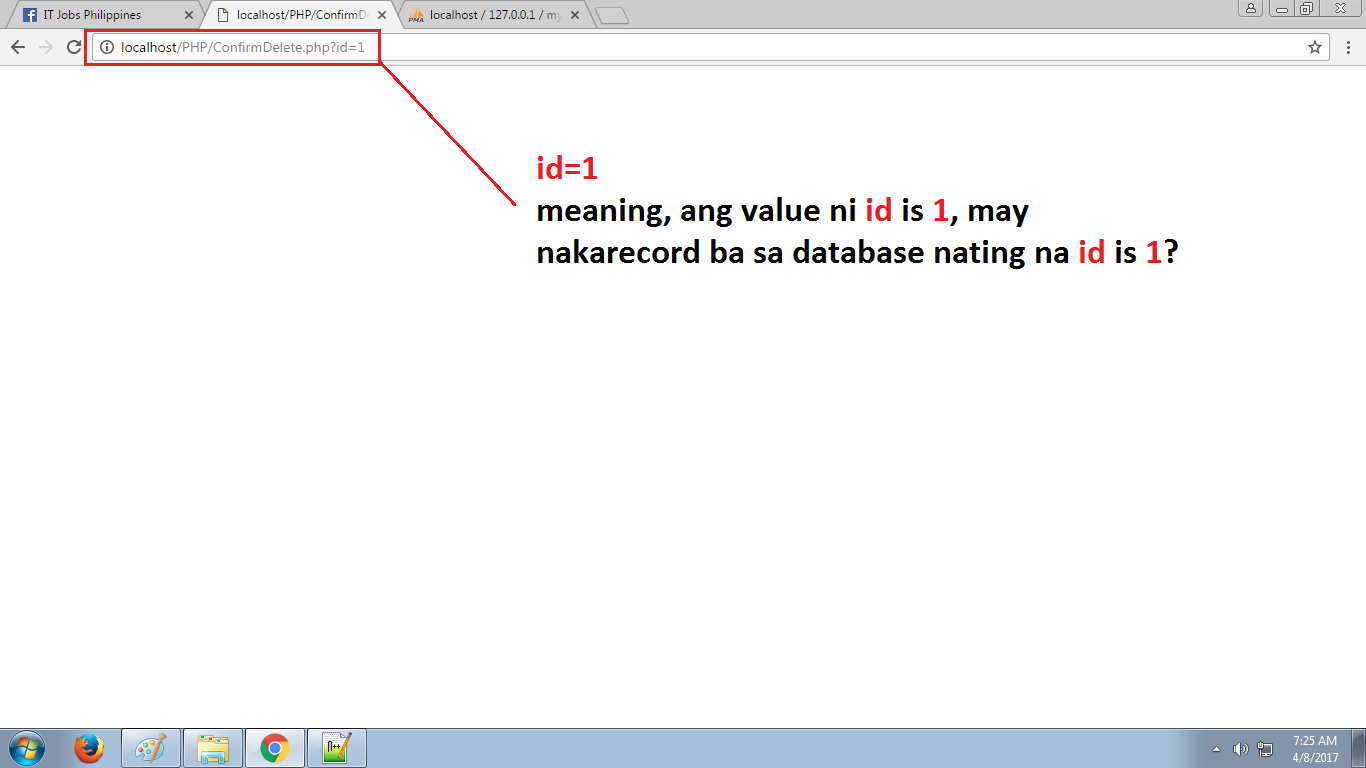 IT Jobs Philippines
localhost/PHP/ConfirmDe
localhost / 127.0.0.1 / my
localhost/PHP/ConfirmDelete.php?id=1
id=1
meaning, ang value ni id is 1, may
nakarecord ba sa database nating na id is 1?
7:25 AM
4/8/2017